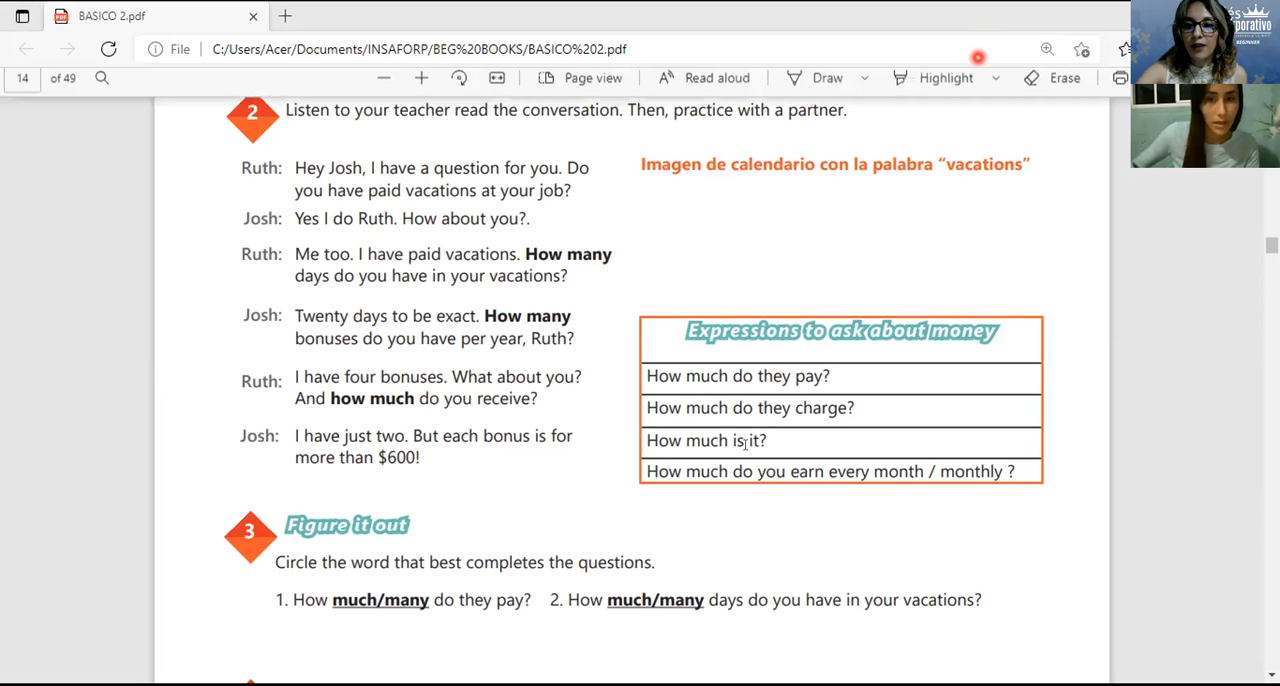 BASICO 2.pdf
File C:/Users/Acer/Documents/INSAFORP/BEG%20BOOKS/BASICO%202.pdf
14 of 49 Page view Read aloud Draw Highlight Erase
2 Listen to your teacher read the conversation. Then, practice with a partner.
Ruth: Hey Josh, I have a question for you. Do
you have paid vacations at your job?
Josh: Yes I do Ruth. How about you?.
Ruth: Me too. I have paid vacations. How many
days do you have in your vacations?
Josh: Twenty days to be exact. How many
bonuses do you have per year, Ruth?
Ruth: I have four bonuses. What about you?
And how much do you receive?
Josh: I have just two. But each bonus is for
more than $600!
Imagen de calendario con la palabra “vacations”
Expressions to ask about money
How much do they pay?
How much do they charge?
How much is it?
How much do you earn every month / monthly ?
3 Figure it out
Circle the word that best completes the questions.
1. How much/many do they pay? 2. How much/many days do you have in your vacations?